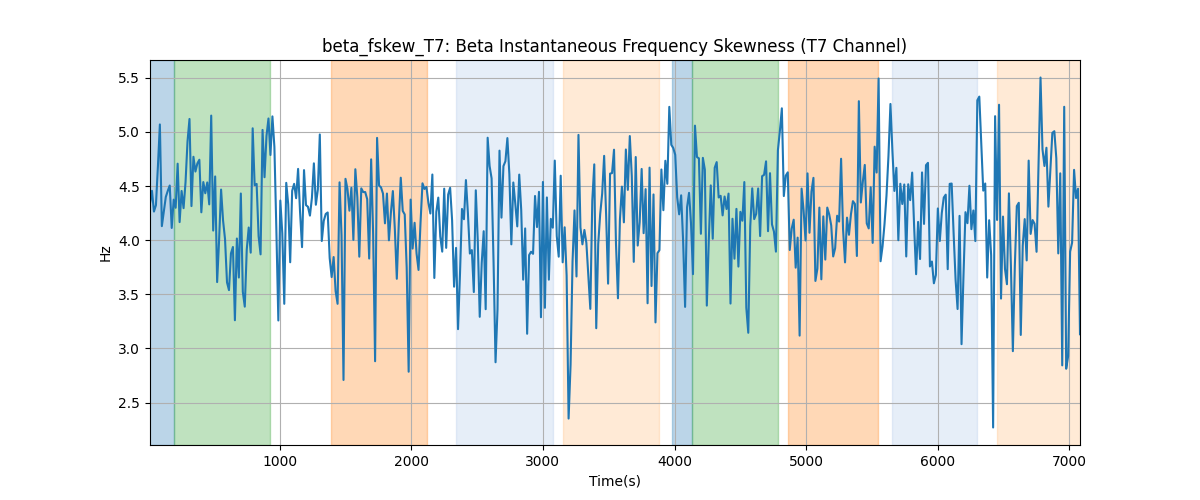 beta_fskew_T7: Beta Instantaneous Frequency Skewness (T7 Channel)
5.5
5.0
4.5
4.0
3.5
3.0
2.5
Hz
1000 2000 3000 4000 5000 6000 7000
Time(s)